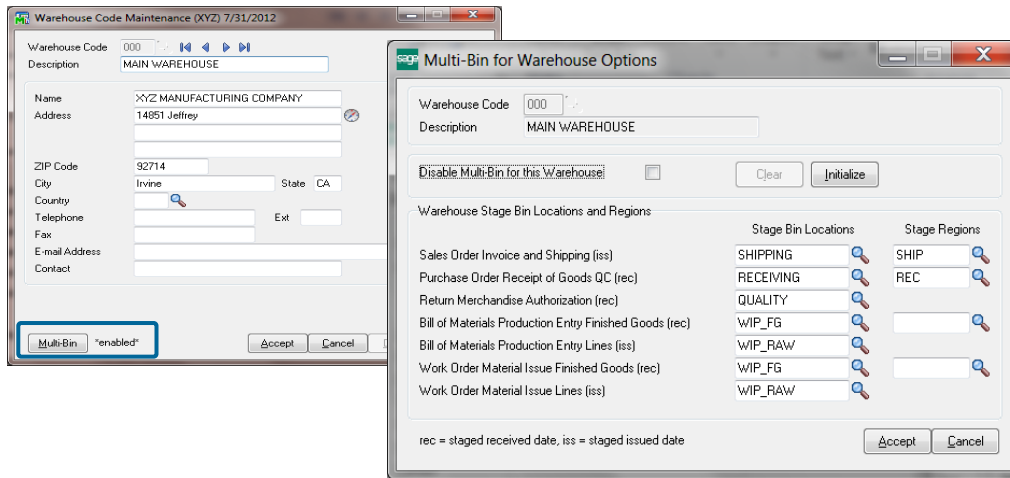 Warehouse Code Maintenance (XYZ) 7/31/2012
Warehouse Code 000
Description MAIN WAREHOUSE
Name XYZ MANUFACTURING COMPANY
Address 14851 Jeffrey
ZIP Code 92714
City Irvine State CA
Country
Telephone Ext
Fax
E-mail Address
Contact
Multi-Bin *enabled* Accept Cancel
sage Multi-Bin for Warehouse Options
Warehouse Code 000
Description MAIN WAREHOUSE
Disable Multi-Bin for this Warehouse Clear Initialize
Warehouse Stage Bin Locations and Regions
Stage Bin Locations Stage Regions
Sales Order Invoice and Shipping (iss) SHIPPING SHIP
Purchase Order Receipt of Goods QC (rec) RECEIVING REC
Return Merchandise Authorization (rec) QUALITY
Bill of Materials Production Entry Finished Goods (rec) WIP_FG
Bill of Materials Production Entry Lines (iss) WIP_RAW
Work Order Material Issue Finished Goods (rec) WIP_FG
Work Order Material Issue Lines (iss) WIP_RAW
rec = staged received date, iss = staged issued date Accept Cancel